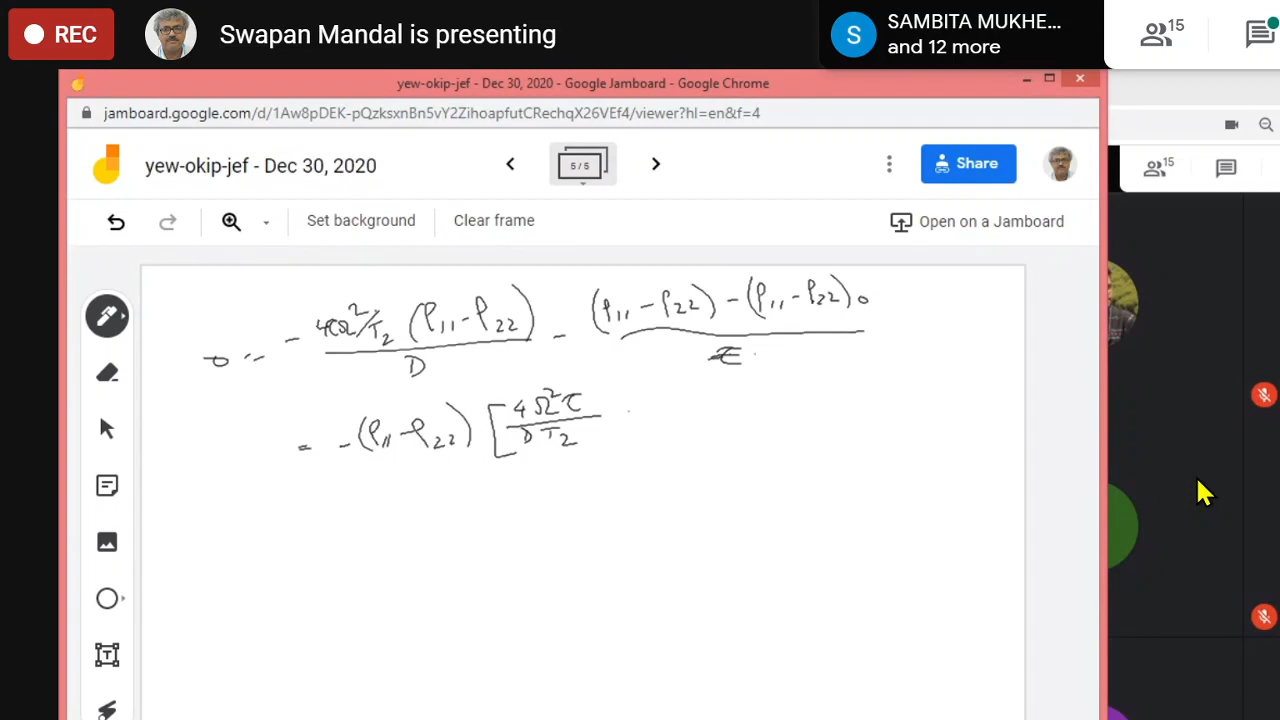 REC
Swapan Mandal is presenting
S
SAMBITA MUKHE...
and 12 more
15
yew-okip-jef - Dec 30, 2020 - Google Jamboard - Google Chrome
jamboard.google.com/d/1Aw8pDEK-pQzksxnBn5vY2ZihoapfutCRechqX26VEf4/viewer?hl=en&f=4
yew-okip-jef - Dec 30, 2020
5/5
Share
15
Set background
Clear frame
Open on a Jamboard
0 = - 4Ω²/T₂ (ρ₁₁ - ρ₂₂) / D - (ρ₁₁ - ρ₂₂) - (ρ₁₁ - ρ₂₂)₀ / τ
= - (ρ₁₁ - ρ₂₂) [ 4Ω²τ / D T₂